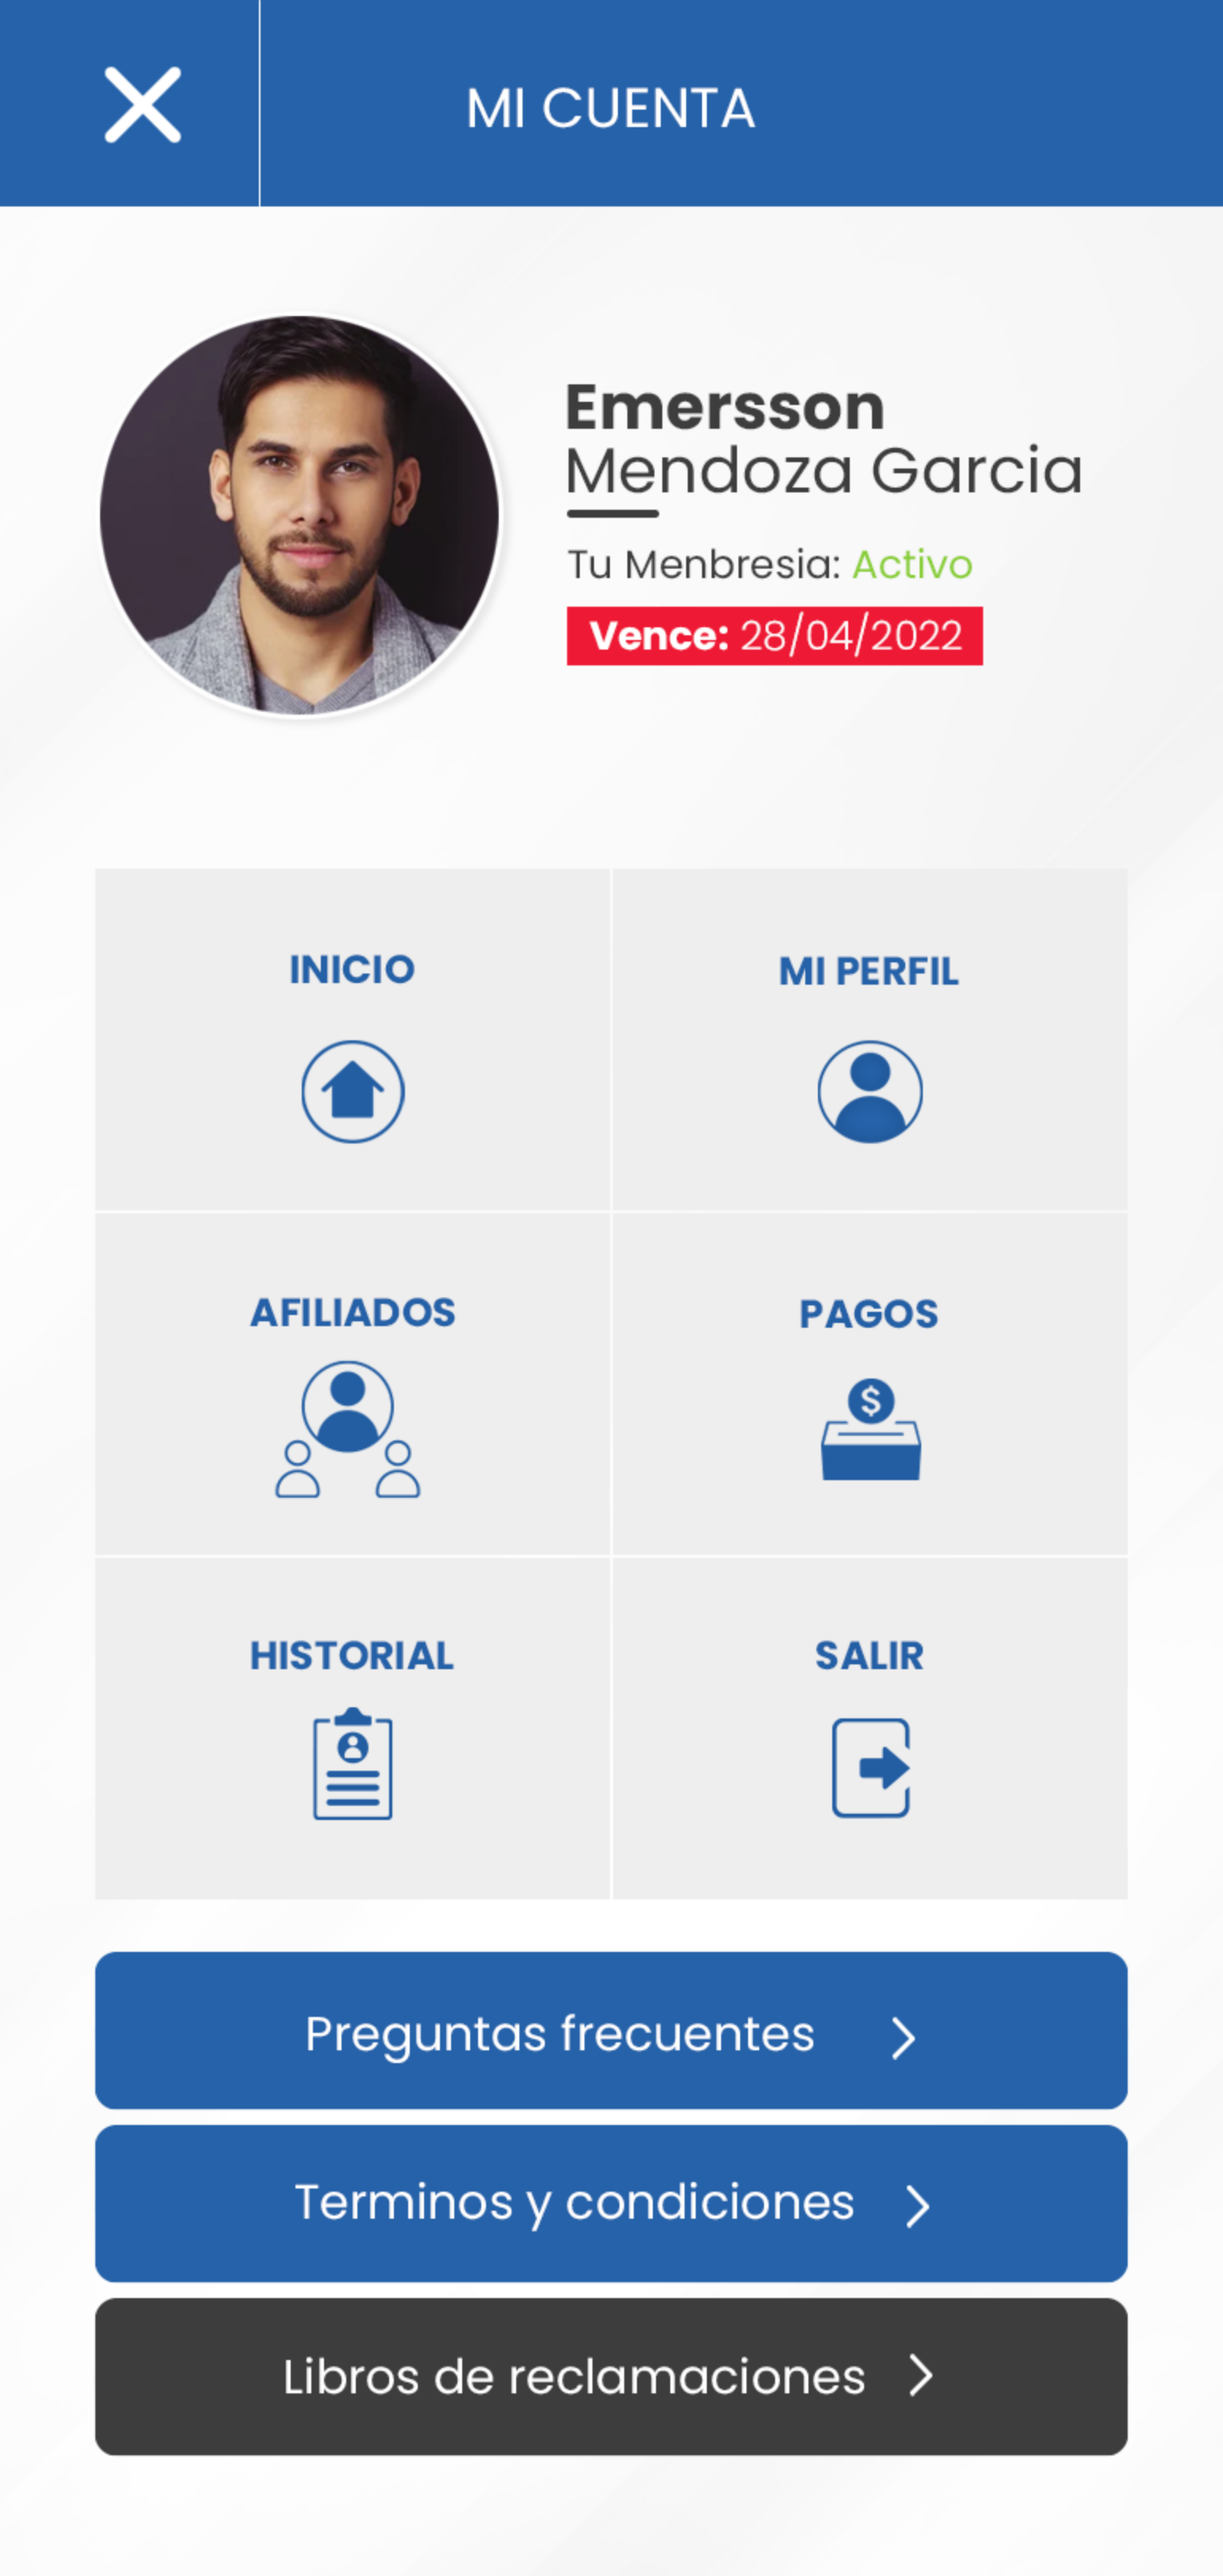 MI CUENTA
Emersson
Mendoza Garcia
Tu Menbresia: Activo
Vence: 28/04/2022
INICIO
MI PERFIL
AFILIADOS
PAGOS
$
HISTORIAL
SALIR
Preguntas frecuentes
Terminos y condiciones
Libros de reclamaciones